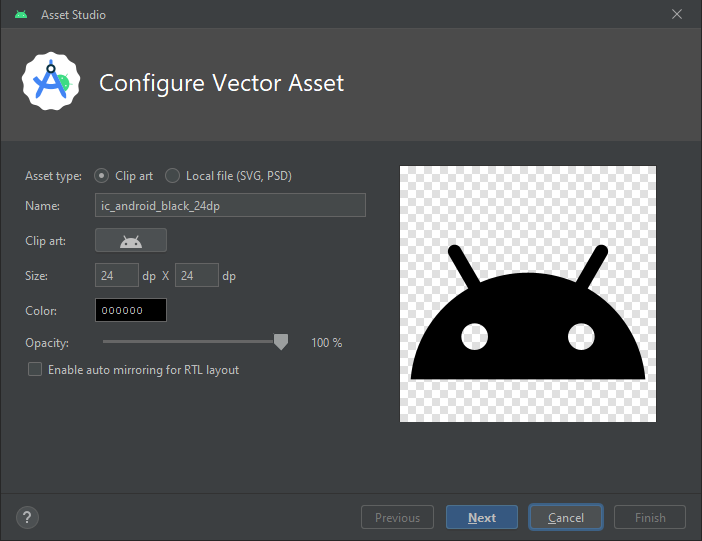 Asset Studio
Configure Vector Asset
Asset type: Clip art Local file (SVG, PSD)
Name: ic_android_black_24dp
Clip art:
Size: 24 dp X 24 dp
Color: 000000
Opacity: 100 %
Enable auto mirroring for RTL layout
? Previous Next Cancel Finish